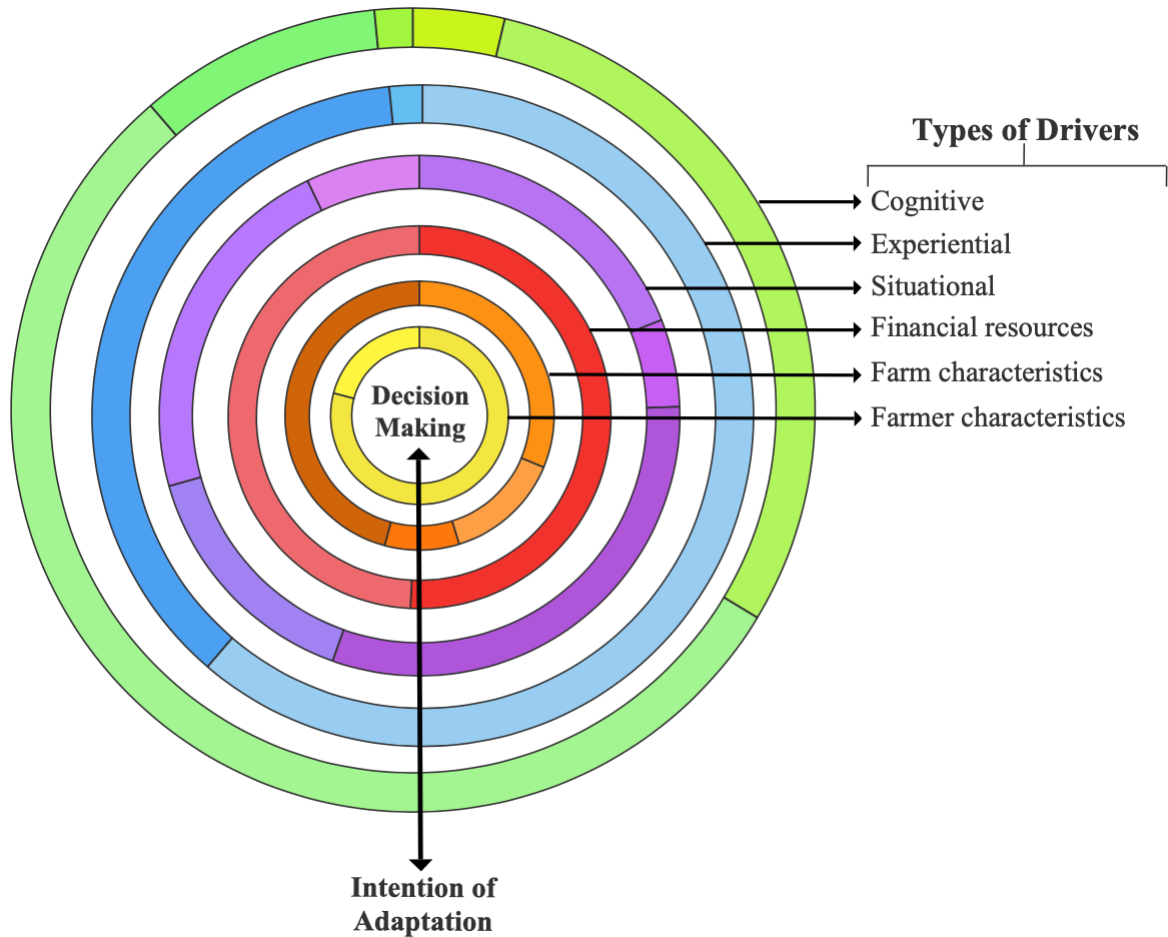 Types of Drivers
Cognitive
Experiential
Situational
Financial resources
Farm characteristics
Farmer characteristics
Decision
Making
Intention of
Adaptation